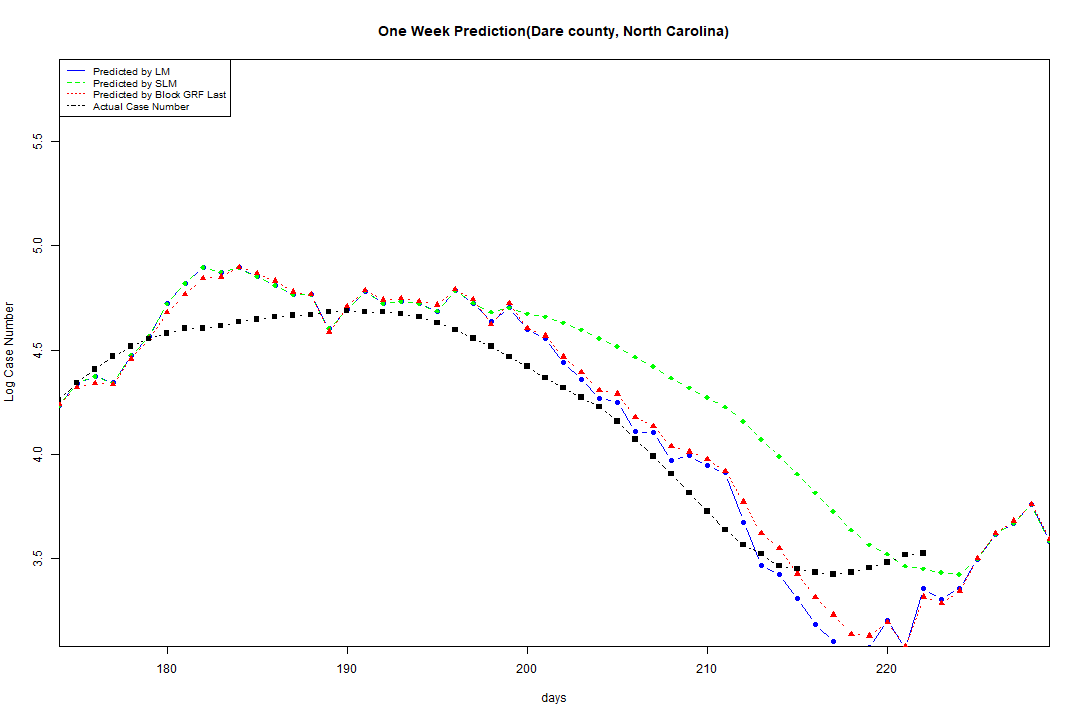 One Week Prediction(Dare county, North Carolina)
Predicted by LM
Predicted by SLM
Predicted by Block GRF Last
Actual Case Number
5.5
5.0
4.5
4.0
3.5
Log Case Number
180 190 200 210 220
days